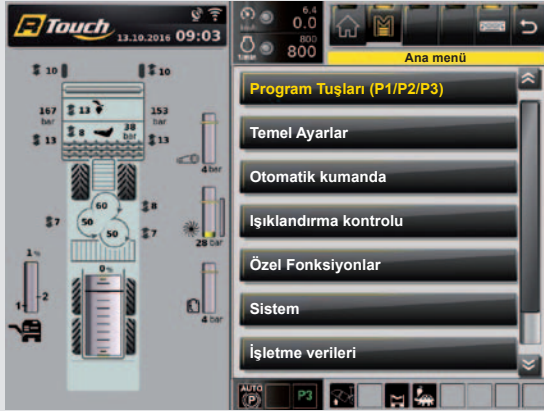 R Touch
13.10.2016 09:03
10
10
167
bar
13
153
bar
8
38
bar
13
13
4 bar
60
50
50
8
7
7
28 bar
1 %
0 %
1
2
4 bar
6.4
0.0
800
800
Ana menü
Program Tuşları (P1/P2/P3)
Temel Ayarlar
Otomatik kumanda
Işıklandırma kontrolu
Özel Fonksiyonlar
Sistem
İşletme verileri
AUTO
(P)
P3